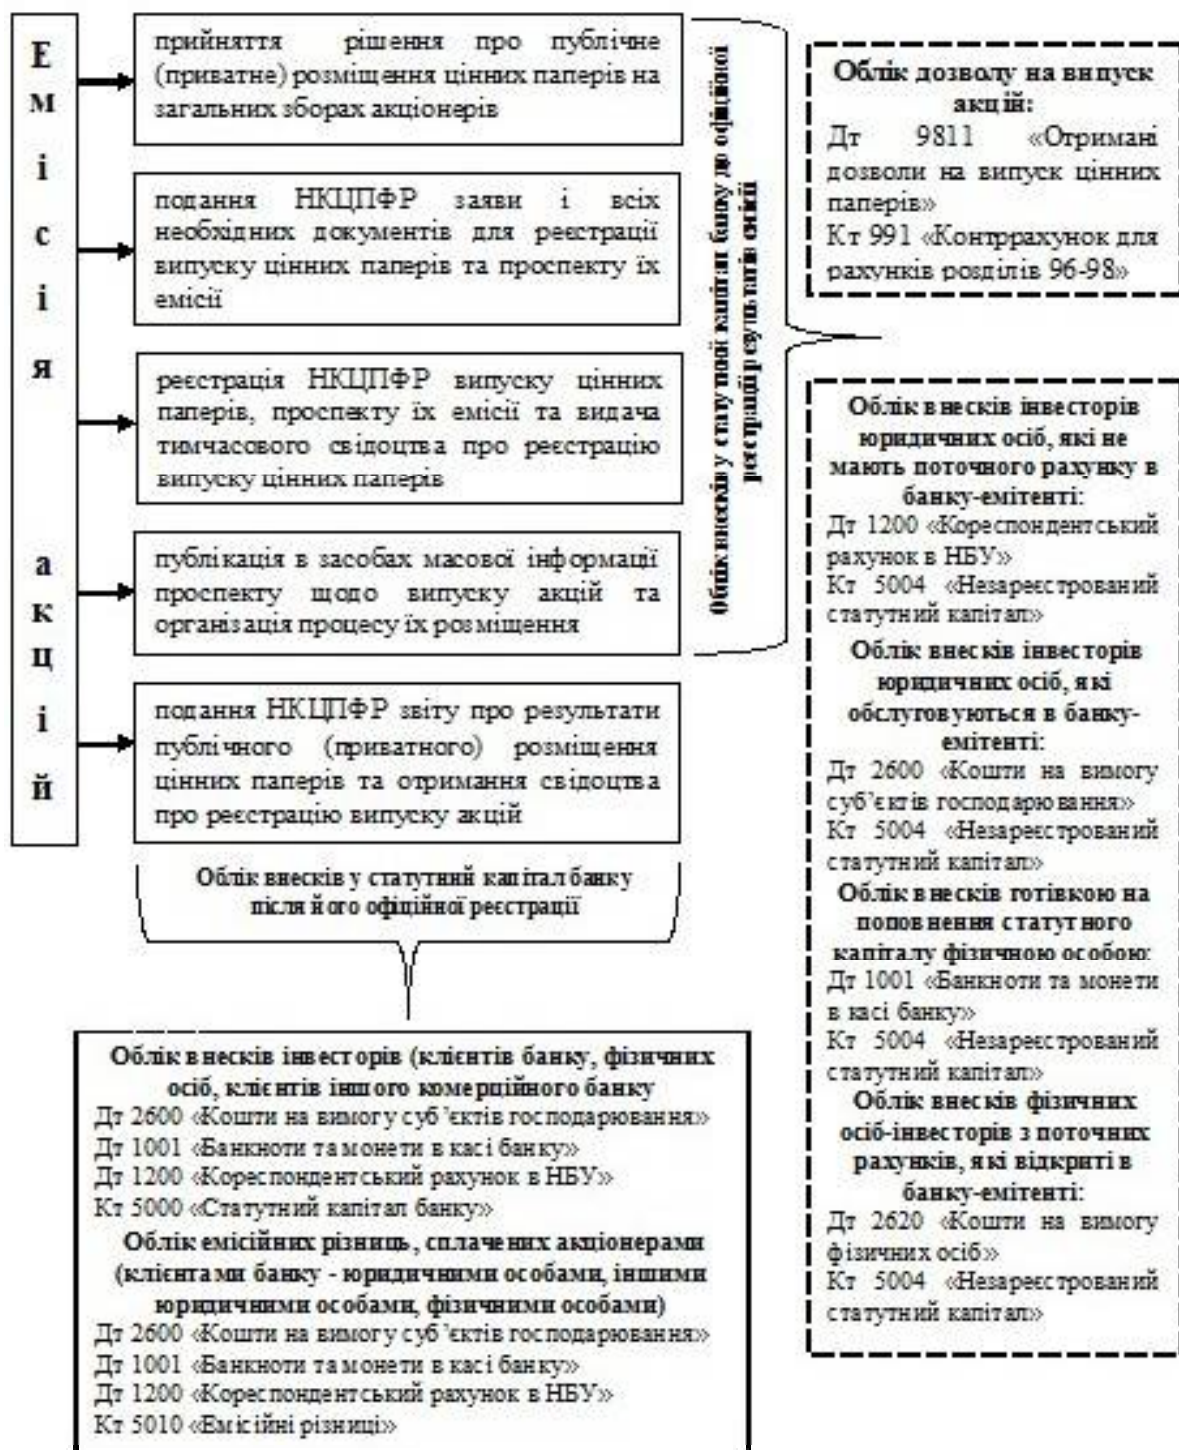 Емісія акцій
прийняття рішення про публічне
(приватне) розміщення цінних паперів на
загальних зборах акціонерів
подання НКЦПФР заяви і всіх
необхідних документів для реєстрації
випуску цінних паперів та проспекту їх
емісії
реєстрація НКЦПФР випуску цінних
паперів, проспекту їх емісії та видача
тимчасового свідоцтва про реєстрацію
випуску цінних паперів
публікація в засобах масової інформації
проспекту щодо випуску акцій та
організація процесу їх розміщення
подання НКЦПФР звіту про результати
публічного (приватного) розміщення
цінних паперів та отримання свідоцтва
про реєстрацію випуску акцій
Облік внесків у статутний капітал банку до офіційної
реєстрації результатів емісії
Облік дозволу на випуск
акцій:
Дт 9811 «Отримані
дозволи на випуск цінних
паперів»
Кт 991 «Контррахунок для
рахунків розділів 96-98»
Облік внесків інвесторів
юридичних осіб, які не
мають поточного рахунку в
банку-емітенті:
Дт 1200 «Кореспондентський
рахунок в НБУ»
Кт 5004 «Незареєстрований
статутний капітал»
Облік внесків інвесторів
юридичних осіб, які
обслуговуються в банку-
емітенті:
Дт 2600 «Кошти на вимогу
суб’єктів господарювання»
Кт 5004 «Незареєстрований
статутний капітал»
Облік внесків готівкою на
поповнення статутного
капіталу фізичною особою:
Дт 1001 «Банкноти та монети
в касі банку»
Кт 5004 «Незареєстрований
статутний капітал»
Облік внесків фізичних
осіб-інвесторів з поточних
рахунків, які відкриті в
банку-емітенті:
Дт 2620 «Кошти на вимогу
фізичних осіб»
Кт 5004 «Незареєстрований
статутний капітал»
Облік внесків у статутний капітал банку
після його офіційної реєстрації
Облік внесків інвесторів (клієнтів банку, фізичних
осіб, клієнтів іншого комерційного банку
Дт 2600 «Кошти на вимогу суб’єктів господарювання»
Дт 1001 «Банкноти та монети в касі банку»
Дт 1200 «Кореспондентський рахунок в НБУ»
Кт 5000 «Статутний капітал банку»
Облік емісійних різниць, сплачених акціонерами
(клієнтами банку - юридичними особами, іншими
юридичними особами, фізичними особами)
Дт 2600 «Кошти на вимогу суб’єктів господарювання»
Дт 1001 «Банкноти та монети в касі банку»
Дт 1200 «Кореспондентський рахунок в НБУ»
Кт 5010 «Емісійні різниці»